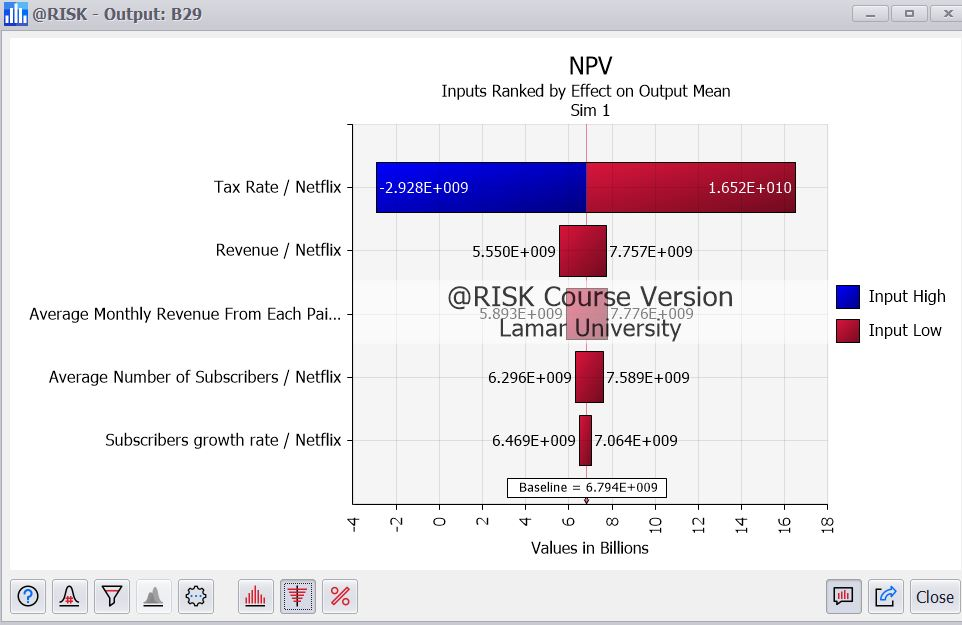 @RISK - Output: B29
NPV
Inputs Ranked by Effect on Output Mean
Sim 1
Tax Rate / Netflix
-2.928E+009
1.652E+010
Revenue / Netflix
5.550E+009
7.757E+009
Average Monthly Revenue From Each Pai...
5.893E+009
7.776E+009
@RISK Course Version
Lamar University
Average Number of Subscribers / Netflix
6.296E+009
7.589E+009
Subscribers growth rate / Netflix
6.469E+009
7.064E+009
Baseline = 6.794E+009
-4 -2 0 2 4 6 8 10 12 14 16 18
Values in Billions
Input High
Input Low
Close